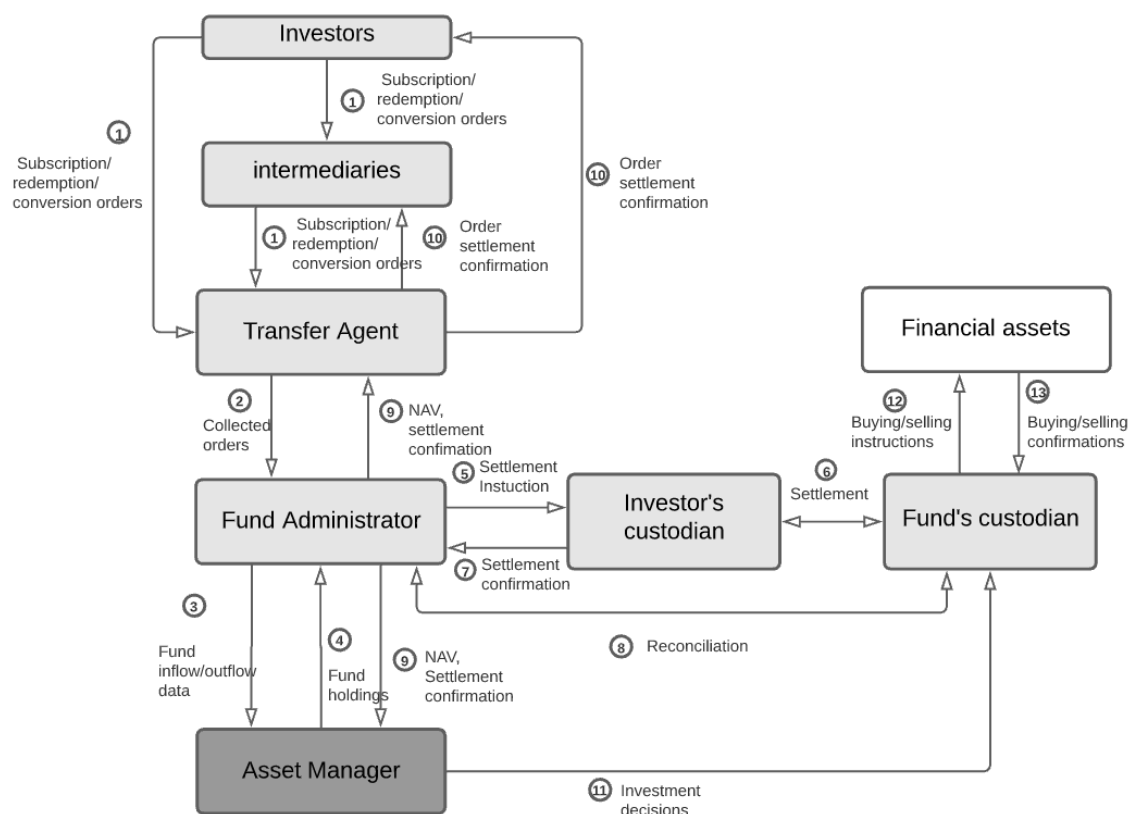 Investors
1
Subscription/
redemption/
conversion orders
1
Subscription/
redemption/
conversion orders
intermediaries
10
Order
settlement
confirmation
1
Subscription/
redemption/
conversion orders
10
Order
settlement
confirmation
Transfer Agent
Financial assets
2
Collected
orders
9
NAV,
settlement
confimation
12
Buying/selling
instructions
13
Buying/selling
confirmations
5
Settlement
Instuction
Fund Administrator
Investor's
custodian
6
Settlement
Fund's custodian
7
Settlement
confirmation
3
Fund
inflow/outflow
data
4
Fund
holdings
9
NAV,
Settlement
confirmation
8
Reconciliation
Asset Manager
11
Investment
decisions